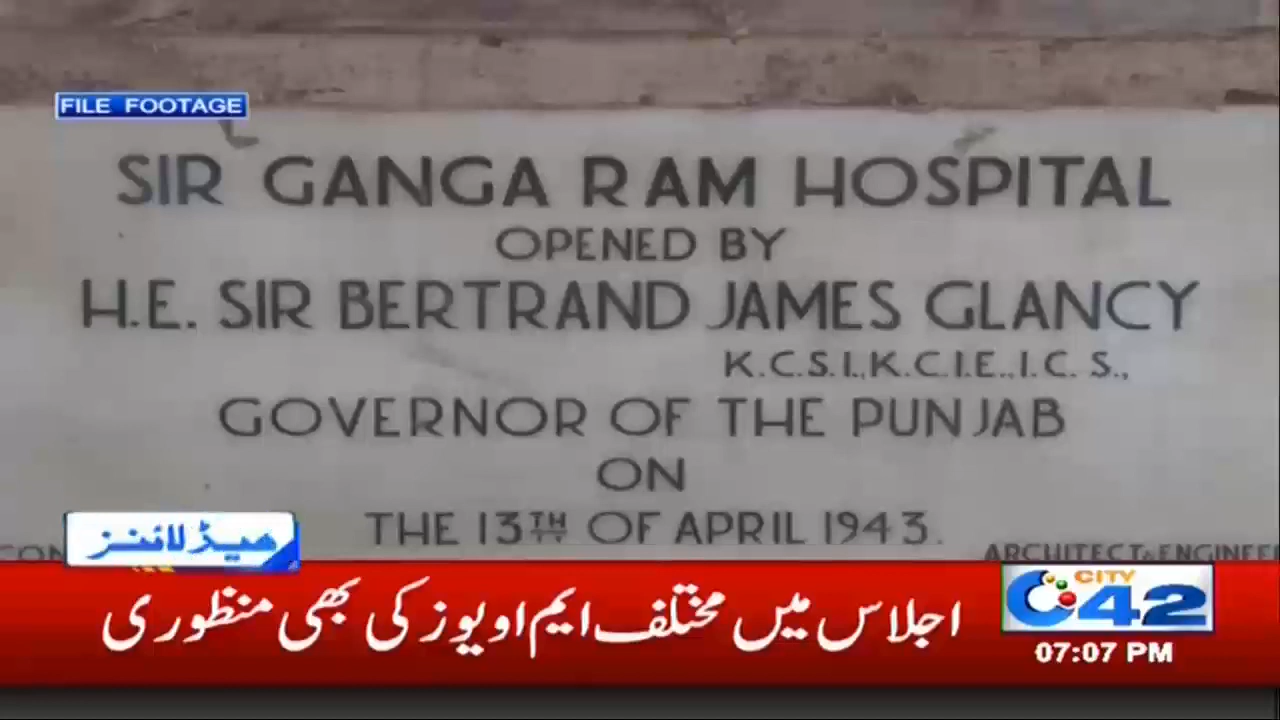 FILE FOOTAGE
SIR GANGA RAM HOSPITAL
OPENED BY
H.E. SIR BERTRAND JAMES GLANCY
K.C.S.I.,K.C.I.E.,I.C.S.,
GOVERNOR OF THE PUNJAB
ON
THE 13TH OF APRIL 1943.
ARCHITECT & ENGINEER
ہیڈ لائنز
اجلاس میں مختلف ایم او یوز کی بھی منظوری
CITY
42
07:07 PM